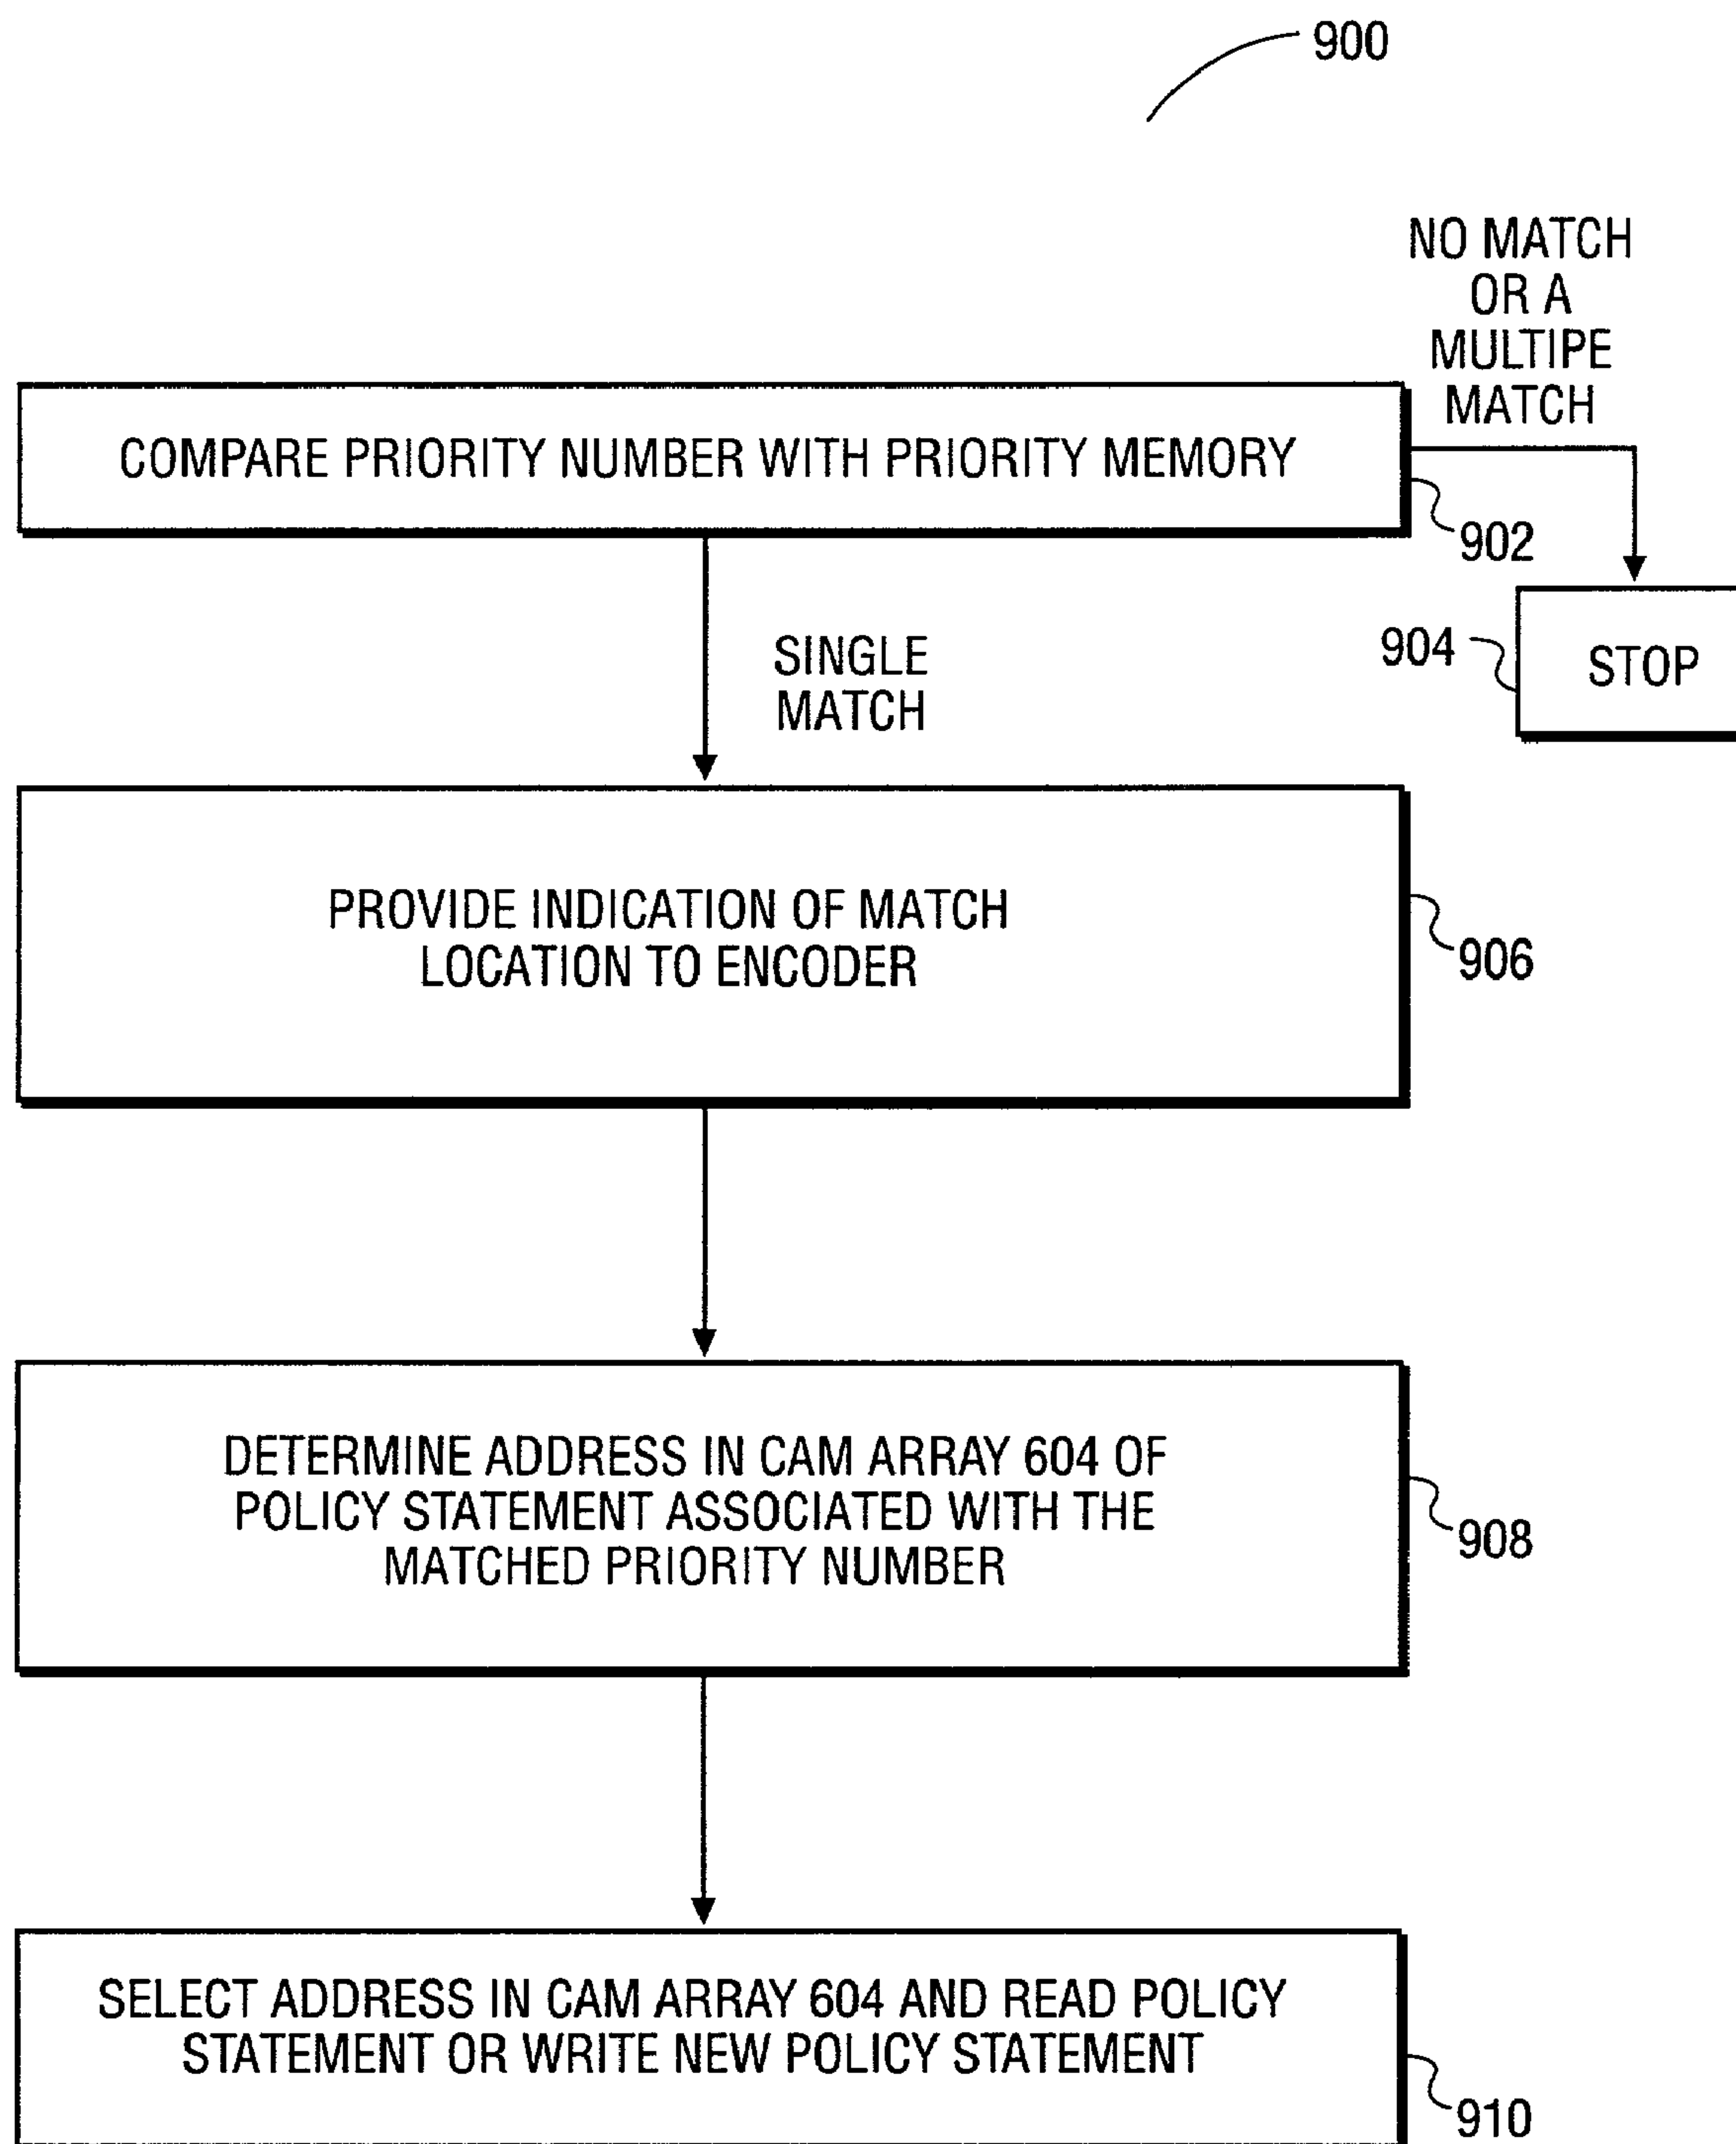 900
NO MATCH
OR A
MULTIPE
MATCH
COMPARE PRIORITY NUMBER WITH PRIORITY MEMORY
902
904
STOP
SINGLE
MATCH
PROVIDE INDICATION OF MATCH
LOCATION TO ENCODER
906
DETERMINE ADDRESS IN CAM ARRAY 604 OF
POLICY STATEMENT ASSOCIATED WITH THE
MATCHED PRIORITY NUMBER
908
SELECT ADDRESS IN CAM ARRAY 604 AND READ POLICY
STATEMENT OR WRITE NEW POLICY STATEMENT
910